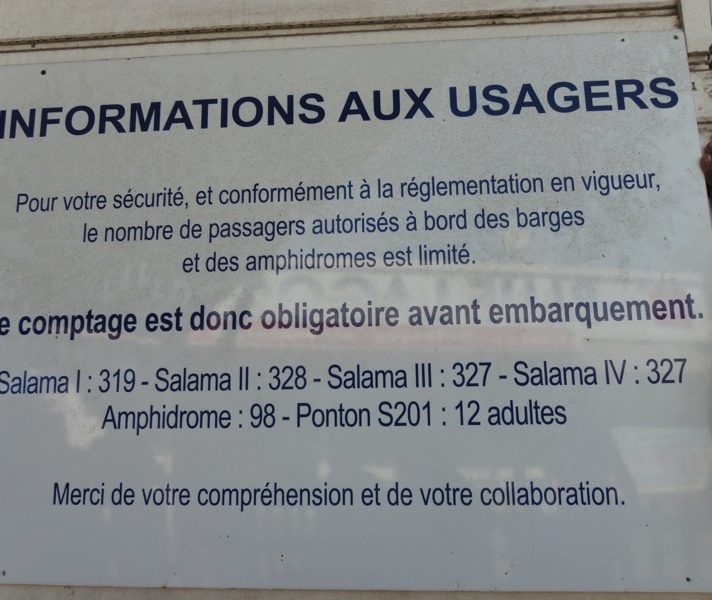 INFORMATIONS AUX USAGERS
Pour votre sécurité, et conformément à la réglementation en vigueur,
le nombre de passagers autorisés à bord des barges
et des amphidromes est limité.
e comptage est donc obligatoire avant embarquement.
Salama I : 319 - Salama II : 328 - Salama III : 327 - Salama IV : 327
Amphidrome : 98 - Ponton S201 : 12 adultes
Merci de votre compréhension et de votre collaboration.